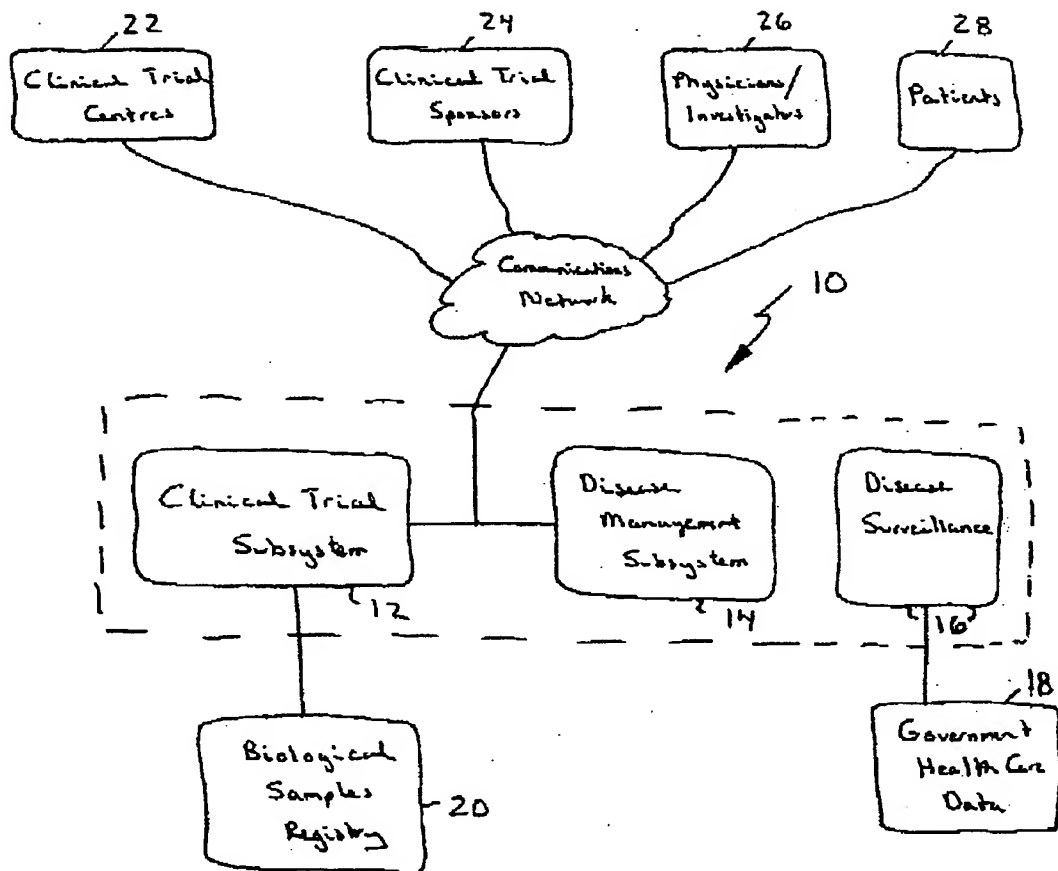 22
24
26
28
Clinical Trial
Centres
Clinical Trial
Sponsors
Physicians/
Investigators
Patients
Communications
Network
10
Clinical Trial
Subsystem
Disease
Management
Subsystem
Disease
Surveillance
12
14
16
18
Biological
Samples
Registry
20
Government
Health Care
Data